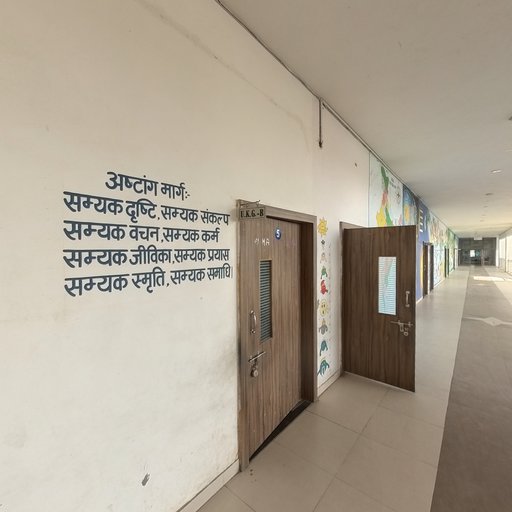 अष्टांग मार्गः-
सम्यक दृष्टि, सम्यक संकल्प
सम्यक वचन, सम्यक कर्म
सम्यक जीविका, सम्यक प्रयास
सम्यक स्मृति, सम्यक समाधि
U.K.G.-B
5